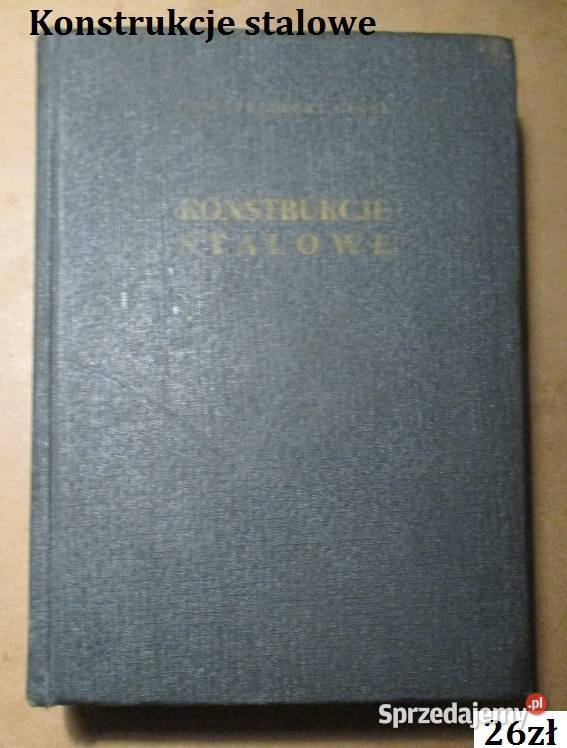 Konstrukcje stalowe
KONSTRUKCJE
STALOWE
Sprzedajemy.pl
26zł